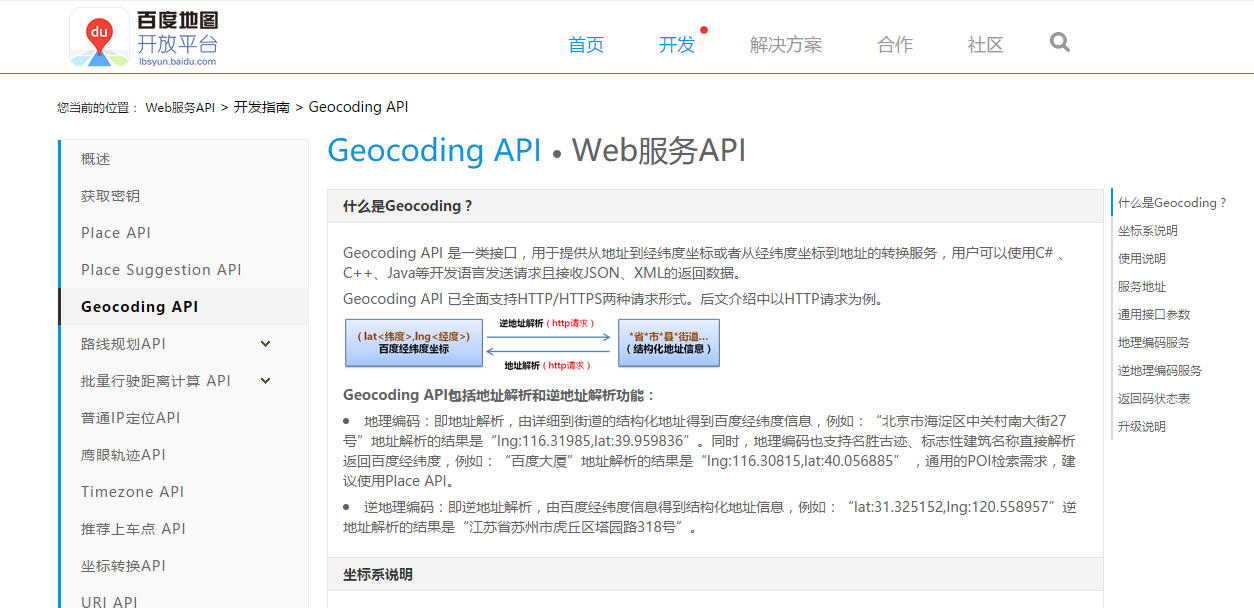 du
百度地图
开放平台
lbsyun.baidu.com
首页
开发
解决方案
合作
社区
您当前的位置： Web服务API > 开发指南 > Geocoding API
概述
获取密钥
Place API
Place Suggestion API
Geocoding API
路线规划API
批量行驶距离计算 API
普通IP定位API
鹰眼轨迹API
Timezone API
推荐上车点 API
坐标转换API
URI API
Geocoding API • Web服务API
什么是Geocoding？
Geocoding API 是一类接口，用于提供从地址到经纬度坐标或者从经纬度坐标到地址的转换服务，用户可以使用C# 、
C++、Java等开发语言发送请求且接收JSON、XML的返回数据。
Geocoding API 已全面支持HTTP/HTTPS两种请求形式。后文介绍中以HTTP请求为例。
（lat<纬度>,lng<经度>）
百度经纬度坐标
逆地址解析（http请求）
地址解析（http请求）
*省*市*县*街道...
（结构化地址信息）
Geocoding API包括地址解析和逆地址解析功能：
● 地理编码：即地址解析，由详细到街道的结构化地址得到百度经纬度信息，例如：“北京市海淀区中关村南大街27
号”地址解析的结果是“lng:116.31985,lat:39.959836”。同时，地理编码也支持名胜古迹、标志性建筑名称直接解析
返回百度经纬度，例如：“百度大厦”地址解析的结果是“lng:116.30815,lat:40.056885” ，通用的POI检索需求，建
议使用Place API。
● 逆地理编码：即逆地址解析，由百度经纬度信息得到结构化地址信息，例如：“lat:31.325152,lng:120.558957”逆
地址解析的结果是“江苏省苏州市虎丘区塔园路318号”。
坐标系说明
什么是Geocoding？
坐标系说明
使用说明
服务地址
通用接口参数
地理编码服务
逆地理编码服务
返回码状态表
升级说明